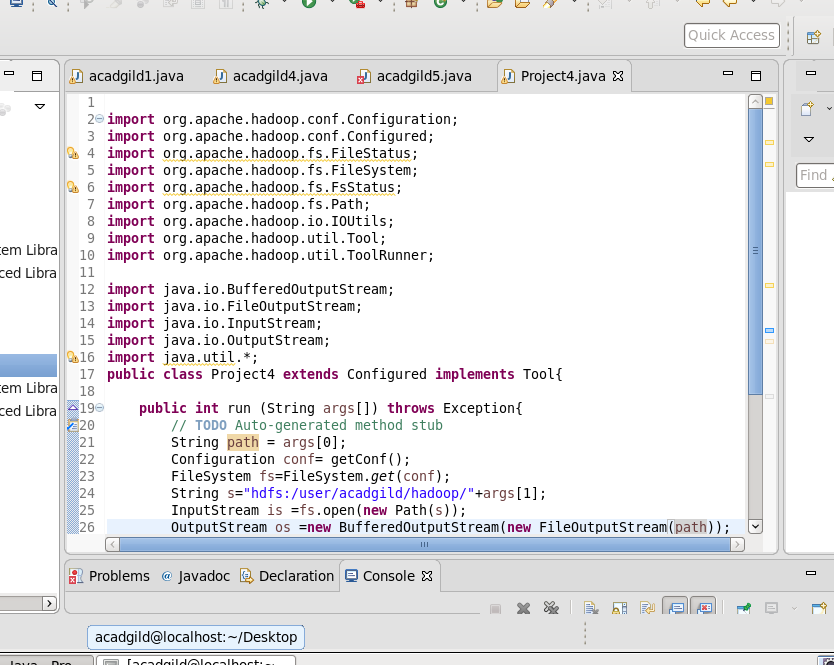 Quick Access
acadgild1.java
acadgild4.java
acadgild5.java
Project4.java
Find
1
2 import org.apache.hadoop.conf.Configuration;
3 import org.apache.hadoop.conf.Configured;
4 import org.apache.hadoop.fs.FileStatus;
5 import org.apache.hadoop.fs.FileSystem;
6 import org.apache.hadoop.fs.FsStatus;
7 import org.apache.hadoop.fs.Path;
8 import org.apache.hadoop.io.IOUtils;
9 import org.apache.hadoop.util.Tool;
10 import org.apache.hadoop.util.ToolRunner;
11
12 import java.io.BufferedOutputStream;
13 import java.io.FileOutputStream;
14 import java.io.InputStream;
15 import java.io.OutputStream;
16 import java.util.*;
17 public class Project4 extends Configured implements Tool{
18
19 public int run (String args[]) throws Exception{
20 // TODO Auto-generated method stub
21 String path = args[0];
22 Configuration conf= getConf();
23 FileSystem fs=FileSystem.get(conf);
24 String s="hdfs:/user/acadgild/hadoop/"+args[1];
25 InputStream is =fs.open(new Path(s));
26 OutputStream os =new BufferedOutputStream(new FileOutputStream(path));
tem Libra
ced Libra
tem Libra
ced Libra
Problems
@ Javadoc
Declaration
Console
acadgild@localhost:~/Desktop
Java - Pro
[acadgild@localhost:~